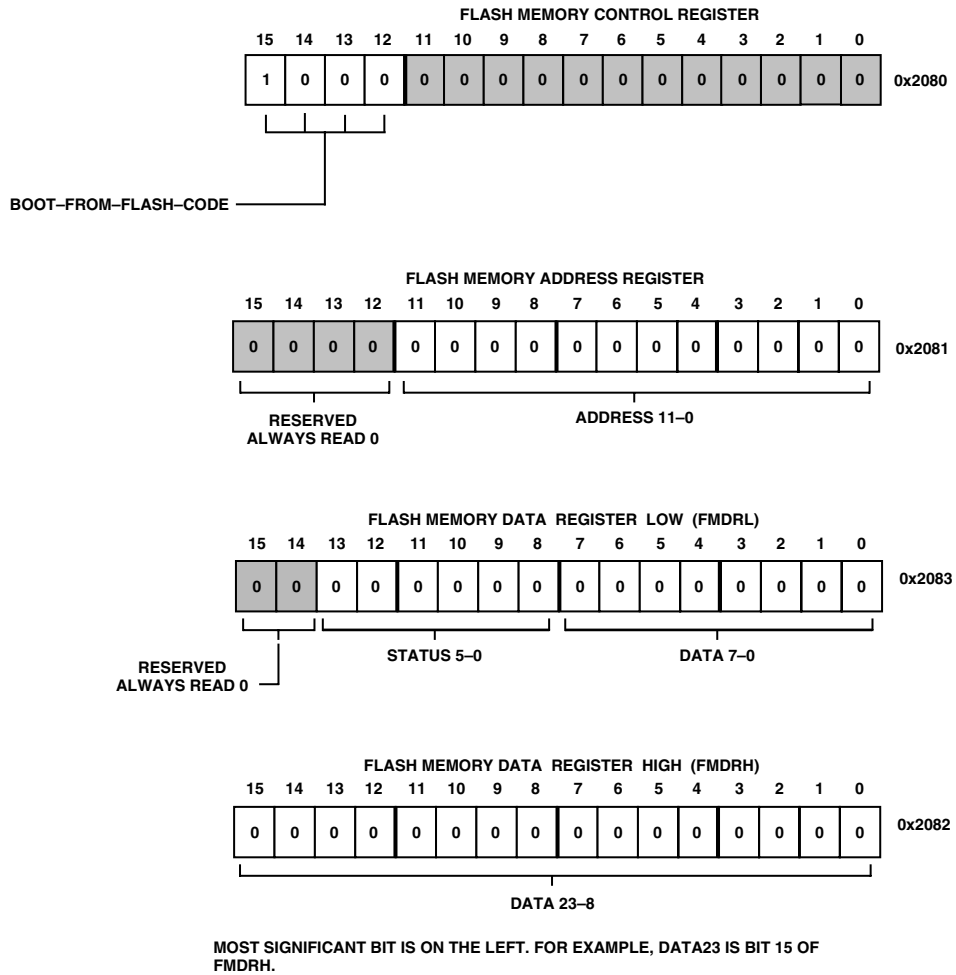 FLASH MEMORY CONTROL REGISTER
15 14 13 12 11 10 9 8 7 6 5 4 3 2 1 0
1 0 0 0 0 0 0 0 0 0 0 0 0 0 0 0 0x2080
BOOT–FROM–FLASH–CODE
FLASH MEMORY ADDRESS REGISTER
15 14 13 12 11 10 9 8 7 6 5 4 3 2 1 0
0 0 0 0 0 0 0 0 0 0 0 0 0 0 0 0 0x2081
RESERVED
ALWAYS READ 0
ADDRESS 11–0
FLASH MEMORY DATA REGISTER LOW (FMDRL)
15 14 13 12 11 10 9 8 7 6 5 4 3 2 1 0
0 0 0 0 0 0 0 0 0 0 0 0 0 0 0 0 0x2083
STATUS 5–0 DATA 7–0
RESERVED
ALWAYS READ 0
FLASH MEMORY DATA REGISTER HIGH (FMDRH)
15 14 13 12 11 10 9 8 7 6 5 4 3 2 1 0
0 0 0 0 0 0 0 0 0 0 0 0 0 0 0 0 0x2082
DATA 23–8
MOST SIGNIFICANT BIT IS ON THE LEFT. FOR EXAMPLE, DATA23 IS BIT 15 OF
FMDRH.